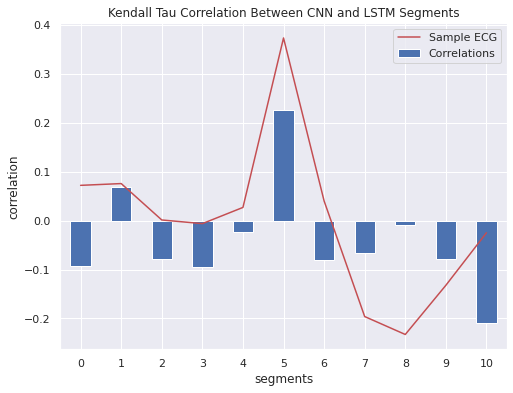 Kendall Tau Correlation Between CNN and LSTM Segments
Sample ECG
Correlations
correlation
0.4
0.3
0.2
0.1
0.0
−0.1
−0.2
0 1 2 3 4 5 6 7 8 9 10
segments